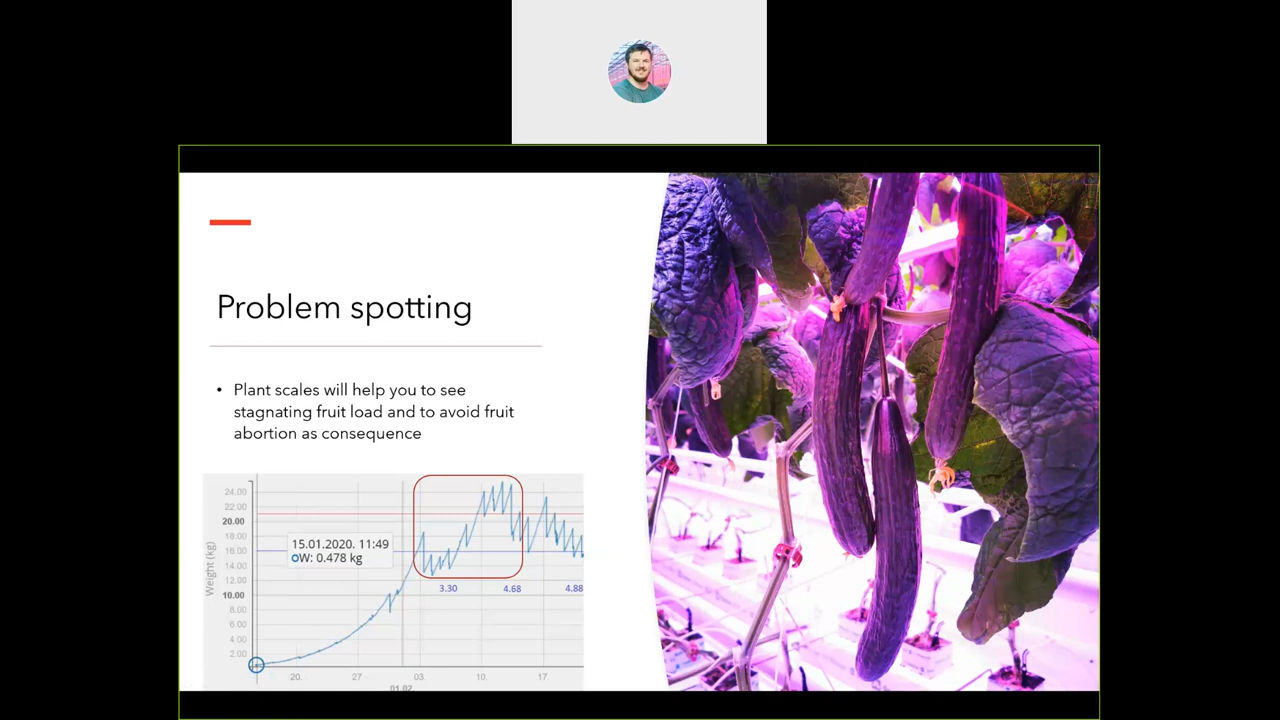 Problem spotting
• Plant scales will help you to see
stagnating fruit load and to avoid fruit
abortion as consequence
Weight (kg)
24.00
22.00
20.00
18.00
16.00
14.00
12.00
10.00
8.00
6.00
4.00
2.00
15.01.2020. 11:49
W: 0.478 kg
3.30 4.68 4.88
20. 27 03. 10. 17
01.02.